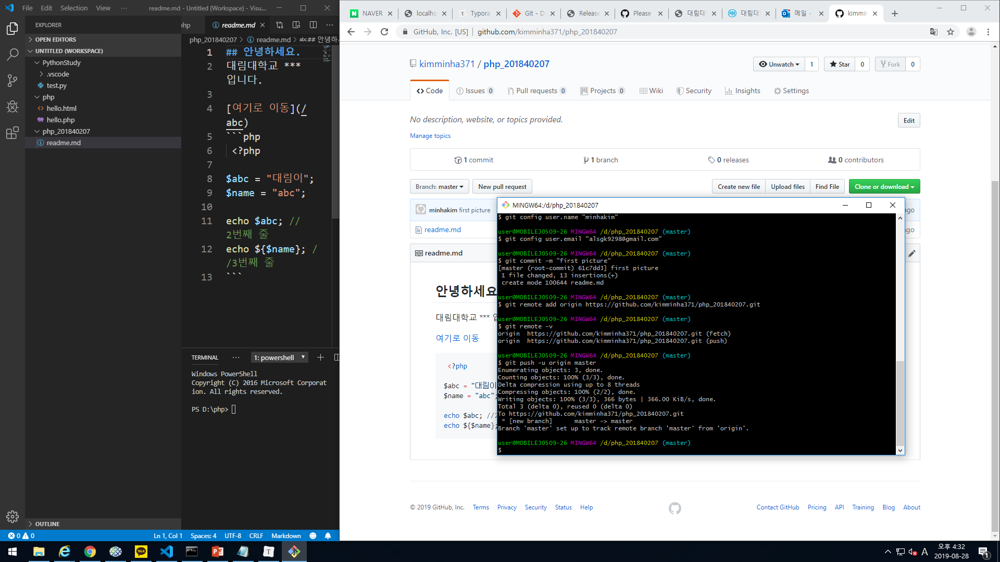 File Edit Selection View ... readme.md - Untitled (Workspace) - Visu...
EXPLORER
OPEN EDITORS
UNTITLED (WORKSPACE)
PythonStudy
.vscode
test.py
php
hello.html
hello.php
php_201840207
readme.md
OUTLINE
php readme.md
php_201840207 > readme.md > abc## 안녕하세
1 ## 안녕하세요.
2 대림대학교 ***
입니다.
3
4 [여기로 이동](/
abc)
5 ```php
6 <?php
7
8 $abc = "대림이";
9 $name = "abc";
10
11 echo $abc; //
2번째 줄
12 echo ${$name}; /
/3번째 줄
13 ```
TERMINAL ... 1: powershell
Windows PowerShell
Copyright (C) 2016 Microsoft Corporat
ion. All rights reserved.
PS D:\php>
0 0 Ln 1, Col 1 Spaces: 4 UTF-8 CRLF Markdown
NAVER localho Typora Git - D Release Please 대림대 대림대 메일 - kimmin
GitHub, Inc. [US] | github.com/kimminha371/php_201840207
kimminha371 / php_201840207
Unwatch 1 Star 0 Fork 0
Code Issues 0 Pull requests 0 Projects 0 Wiki Security Insights Settings
No description, website, or topics provided.
Edit
Manage topics
1 commit 1 branch 0 releases 0 contributors
Branch: master New pull request Create new file Upload files Find File Clone or download
minhakim first picture ago
readme.md ago
readme.md
안녕하세요
대림대학교 ***
여기로 이동
<?php
$abc = "대림이
$name = "abc";
echo $abc; //2
echo ${$name};
MINGW64:/d/php_201840207
$ git config user.name "minhakim"
user@MOBILEJ0509-26 MINGW64 /d/php_201840207 (master)
$ git config user.email "alsgk9298@gmail.com"
user@MOBILEJ0509-26 MINGW64 /d/php_201840207 (master)
$ git commit -m "first picture"
[master (root-commit) 61c7dd3] first picture
1 file changed, 13 insertions(+)
create mode 100644 readme.md
user@MOBILEJ0509-26 MINGW64 /d/php_201840207 (master)
$ git remote add origin https://github.com/kimminha371/php_201840207.git
user@MOBILEJ0509-26 MINGW64 /d/php_201840207 (master)
$ git remote -v
origin https://github.com/kimminha371/php_201840207.git (fetch)
origin https://github.com/kimminha371/php_201840207.git (push)
user@MOBILEJ0509-26 MINGW64 /d/php_201840207 (master)
$ git push -u origin master
Enumerating objects: 3, done.
Counting objects: 100% (3/3), done.
Delta compression using up to 8 threads
Compressing objects: 100% (2/2), done.
Writing objects: 100% (3/3), 366 bytes | 366.00 KiB/s, done.
Total 3 (delta 0), reused 0 (delta 0)
To https://github.com/kimminha371/php_201840207.git
* [new branch] master -> master
Branch 'master' set up to track remote branch 'master' from 'origin'.
user@MOBILEJ0509-26 MINGW64 /d/php_201840207 (master)
$
© 2019 GitHub, Inc. Terms Privacy Security Status Help Contact GitHub Pricing API Training Blog About
TALK
A 오후 4:32
2019-08-28
1